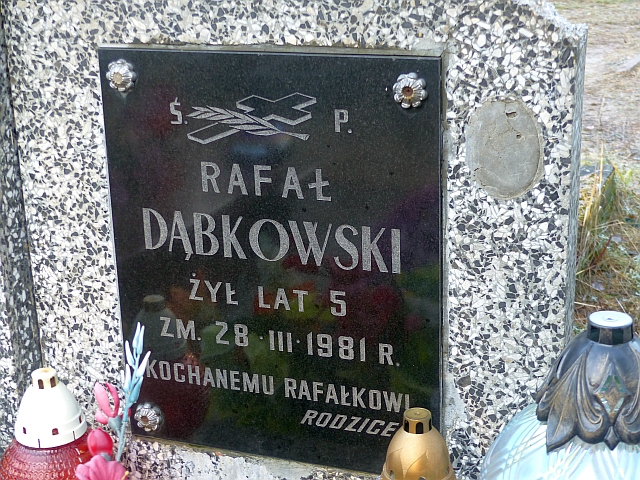 Ś. P.
RAFAŁ
DĄBKOWSKI
ŻYŁ LAT 5
ZM. 28·III·1981 R.
KOCHANEMU RAFAŁKOWI
RODZICE